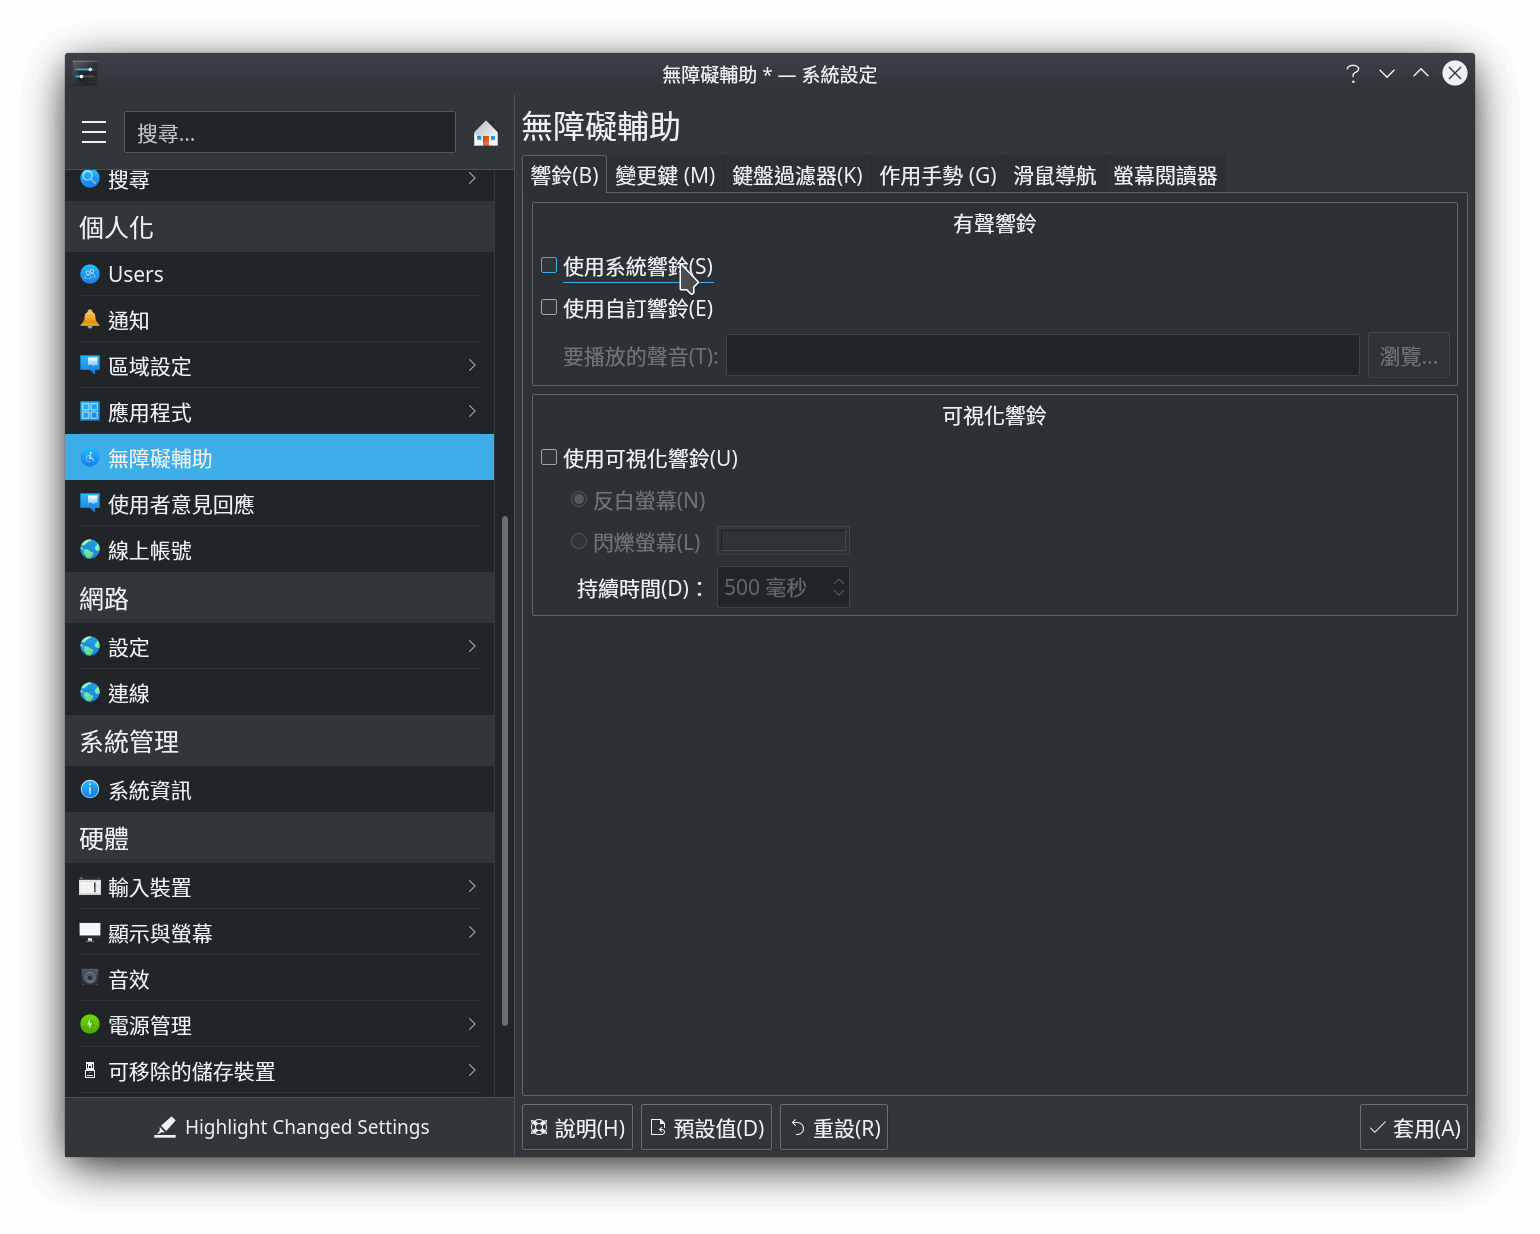 無障礙輔助 * — 系統設定
搜尋...
搜尋
個人化
Users
通知
區域設定
應用程式
無障礙輔助
使用者意見回應
線上帳號
網路
設定
連線
系統管理
系統資訊
硬體
輸入裝置
顯示與螢幕
音效
電源管理
可移除的儲存裝置
Highlight Changed Settings
無障礙輔助
響鈴(B) 變更鍵 (M) 鍵盤過濾器(K) 作用手勢 (G) 滑鼠導航 螢幕閱讀器
有聲響鈴
使用系統響鈴(S)
使用自訂響鈴(E)
要播放的聲音(T): 瀏覽...
可視化響鈴
使用可視化響鈴(U)
反白螢幕(N)
閃爍螢幕(L)
持續時間(D)： 500 毫秒
說明(H) 預設值(D) 重設(R) 套用(A)